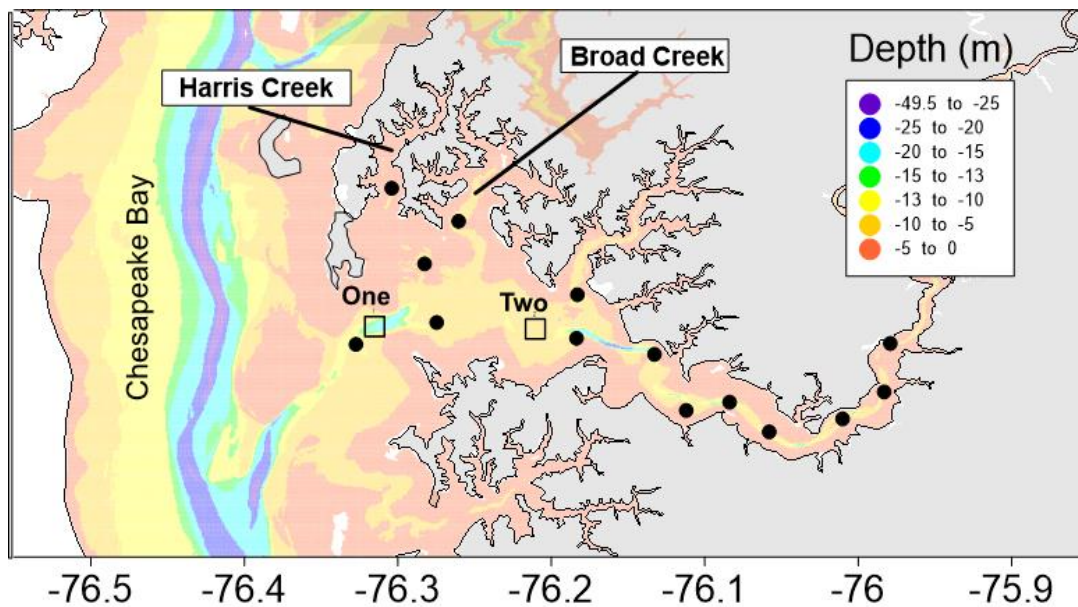 Broad Creek
Harris Creek
Depth (m)
-49.5 to -25
-25 to -20
-20 to -15
-15 to -13
-13 to -10
-10 to -5
-5 to 0
Chesapeake Bay
One
Two
-76.5 -76.4 -76.3 -76.2 -76.1 -76 -75.9